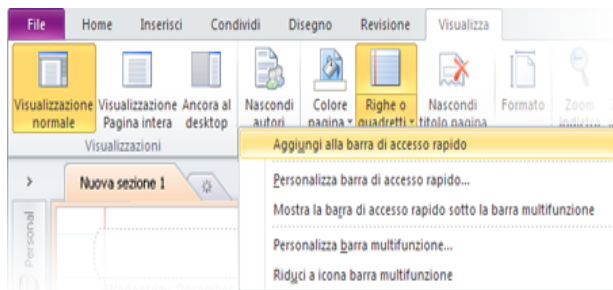 File Home Inserisci Condividi Disegno Revisione Visualizza
Visualizzazione normale
Visualizzazione Pagina intera
Ancora al desktop
Nascondi autori
Colore pagina
Righe o quadretti
Nascondi titolo pagina
Formato
Zoom indietro
Visualizzazioni
Aggiungi alla barra di accesso rapido
Nuova sezione 1
Personalizza barra di accesso rapido...
Mostra la barra di accesso rapido sotto la barra multifunzione
Personal
Personalizza barra multifunzione...
Riduci a icona barra multifunzione